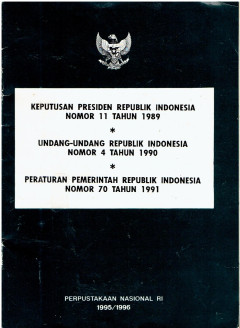 KEPUTUSAN PRESIDEN REPUBLIK INDONESIA
NOMOR 11 TAHUN 1989
*
UNDANG-UNDANG REPUBLIK INDONESIA
NOMOR 4 TAHUN 1990
*
PERATURAN PEMERINTAH REPUBLIK INDONESIA
NOMOR 70 TAHUN 1991
PERPUSTAKAAN NASIONAL RI
1995/1996